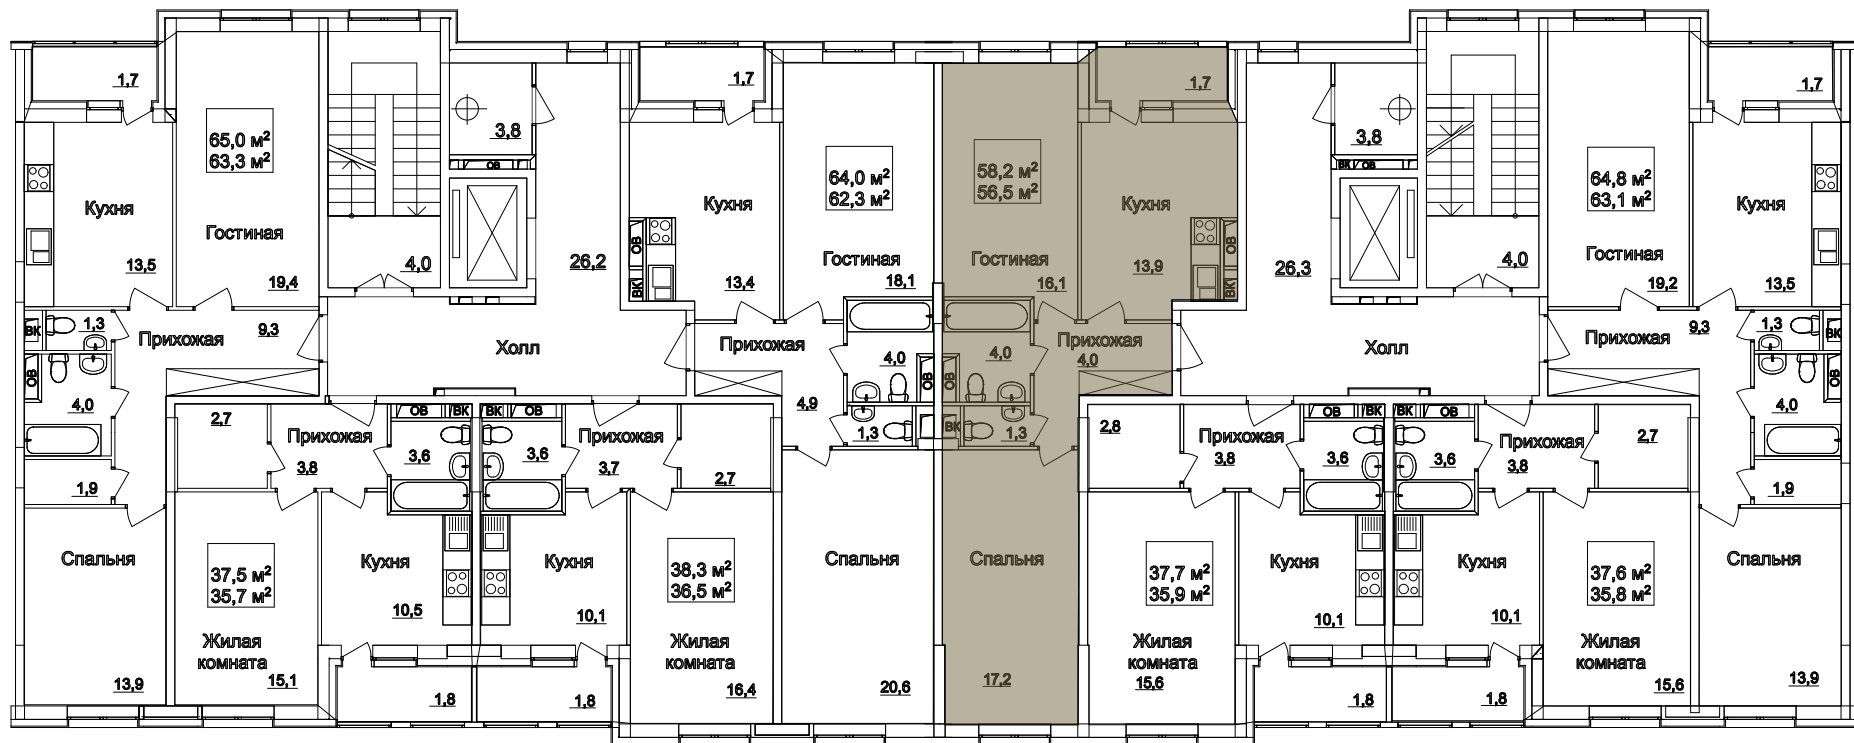 1,7
65,0 м²
63,3 м²
Кухня
13,5
Гостиная
19,4
4,0
3,8
ОВ
26,2
1,7
Кухня
13,4
ОВ
ВК
64,0 м²
62,3 м²
Гостиная
18,1
58,2 м²
56,5 м²
Гостиная
16,1
1,7
Кухня
13,9
ОВ
ВК
26,3
3,8
ВК
ОВ
4,0
64,8 м²
63,1 м²
Гостиная
19,2
1,7
Кухня
13,5
ВК
1,3
Прихожая
9,3
ОВ
4,0
1,9
Холл
Прихожая
4,9
4,0
ОВ
1,3
ВК
ОВ
4,0
Прихожая
4,0
1,3
Холл
Прихожая
9,3
1,3
ВК
ОВ
4,0
1,9
2,7
Прихожая
3,8
ОВ
ВК
3,6
ВК
ОВ
3,6
Прихожая
3,7
2,7
2,8
Прихожая
3,8
ОВ
ВК
3,6
ВК
ОВ
3,6
Прихожая
3,8
2,7
Спальня
13,9
37,5 м²
35,7 м²
Жилая
комната
15,1
Кухня
10,5
1,8
Кухня
10,1
1,8
38,3 м²
36,5 м²
Жилая
комната
16,4
Спальня
20,6
Спальня
17,2
37,7 м²
35,9 м²
Жилая
комната
15,6
Кухня
10,1
1,8
Кухня
10,1
1,8
37,6 м²
35,8 м²
Жилая
комната
15,6
Спальня
13,9